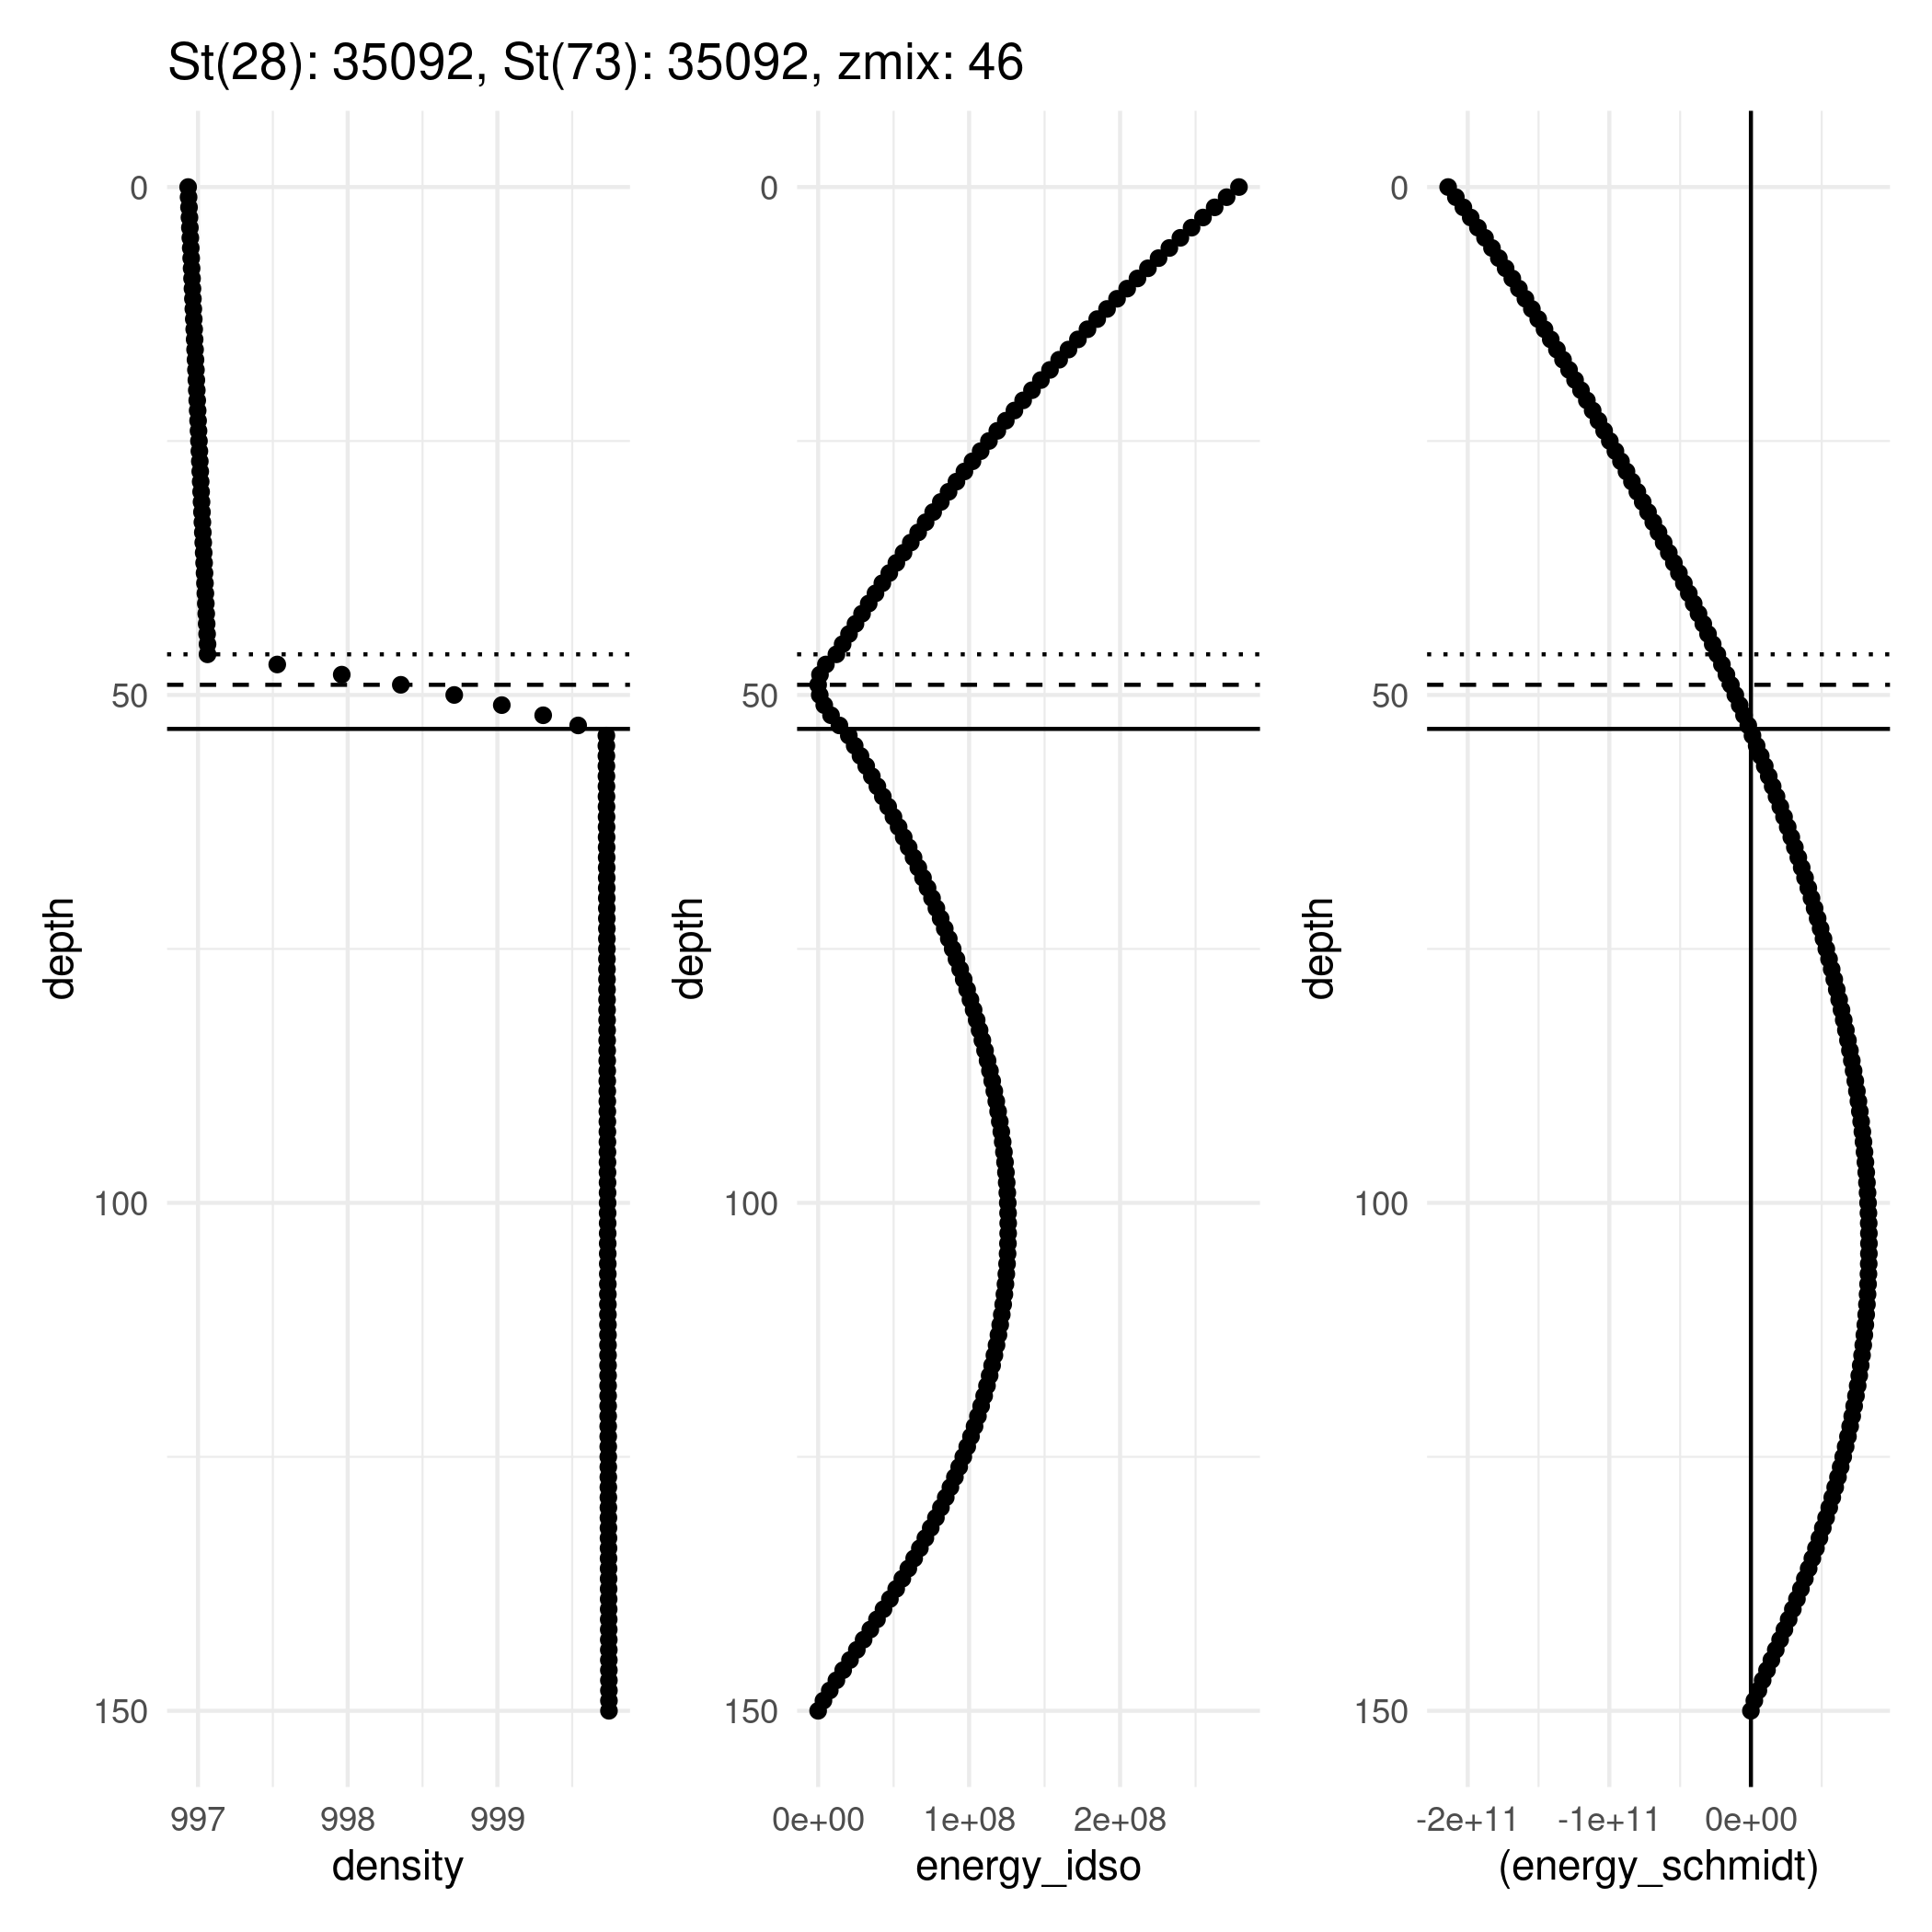 St(28): 35092, St(73): 35092, zmix: 46
depth
0
50
100
150
997
998
999
density
depth
0
50
100
150
0e+00
1e+08
2e+08
energy_idso
depth
0
50
100
150
-2e+11
-1e+11
0e+00
(energy_schmidt)